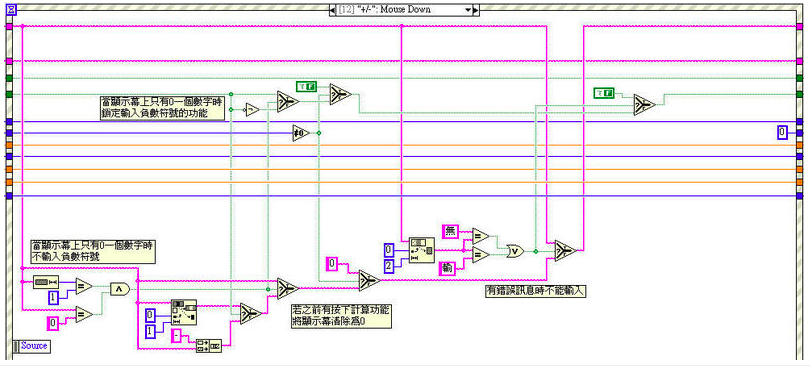 [12] "+/-": Mouse Down
當顯示幕上只有0一個數字時
鎖定輸入負數符號的功能
T F
T F
≠0
0
當顯示幕上只有0一個數字時
不輸入負數符號
無
0
0
2
輸
有錯誤訊息時不能輸入
1
0
0
1
-
若之前有按下計算功能
將顯示幕清除為0
Source